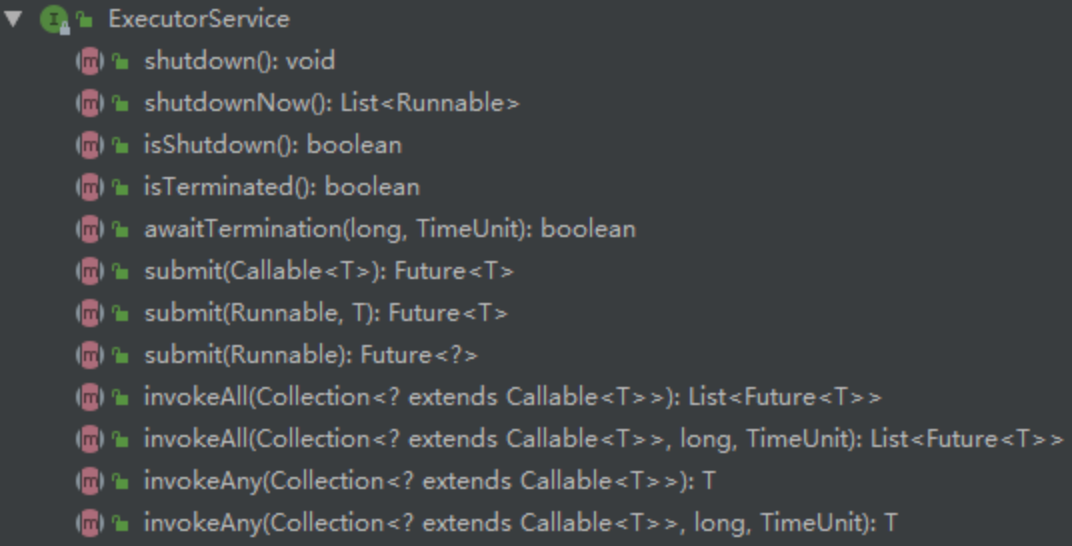 ExecutorService
shutdown(): void
shutdownNow(): List<Runnable>
isShutdown(): boolean
isTerminated(): boolean
awaitTermination(long, TimeUnit): boolean
submit(Callable<T>): Future<T>
submit(Runnable, T): Future<T>
submit(Runnable): Future<?>
invokeAll(Collection<? extends Callable<T>>): List<Future<T>>
invokeAll(Collection<? extends Callable<T>>, long, TimeUnit): List<Future<T>>
invokeAny(Collection<? extends Callable<T>>): T
invokeAny(Collection<? extends Callable<T>>, long, TimeUnit): T